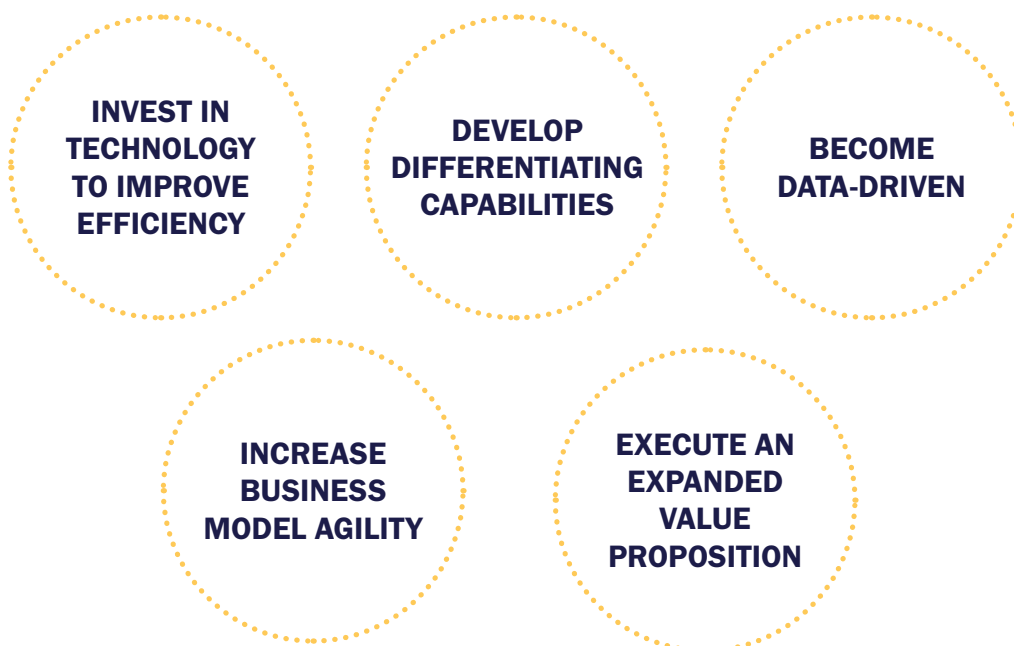 INVEST IN
TECHNOLOGY
TO IMPROVE
EFFICIENCY
DEVELOP
DIFFERENTIATING
CAPABILITIES
BECOME
DATA-DRIVEN
INCREASE
BUSINESS
MODEL AGILITY
EXECUTE AN
EXPANDED
VALUE
PROPOSITION